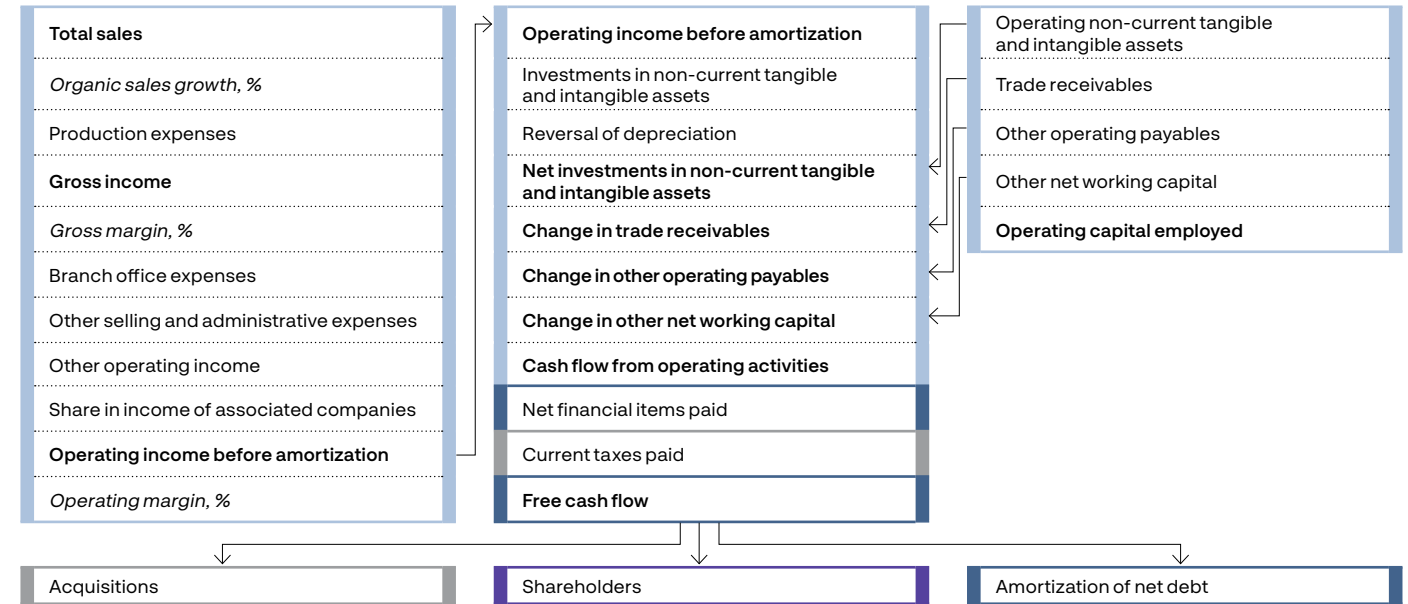 Total sales
Organic sales growth, %
Production expenses
Gross income
Gross margin, %
Branch office expenses
Other selling and administrative expenses
Other operating income
Share in income of associated companies
Operating income before amortization
Operating margin, %
Operating income before amortization
Investments in non-current tangible
and intangible assets
Reversal of depreciation
Net investments in non-current tangible
and intangible assets
Change in trade receivables
Change in other operating payables
Change in other net working capital
Cash flow from operating activities
Net financial items paid
Current taxes paid
Free cash flow
Operating non-current tangible
and intangible assets
Trade receivables
Other operating payables
Other net working capital
Operating capital employed
Acquisitions
Shareholders
Amortization of net debt